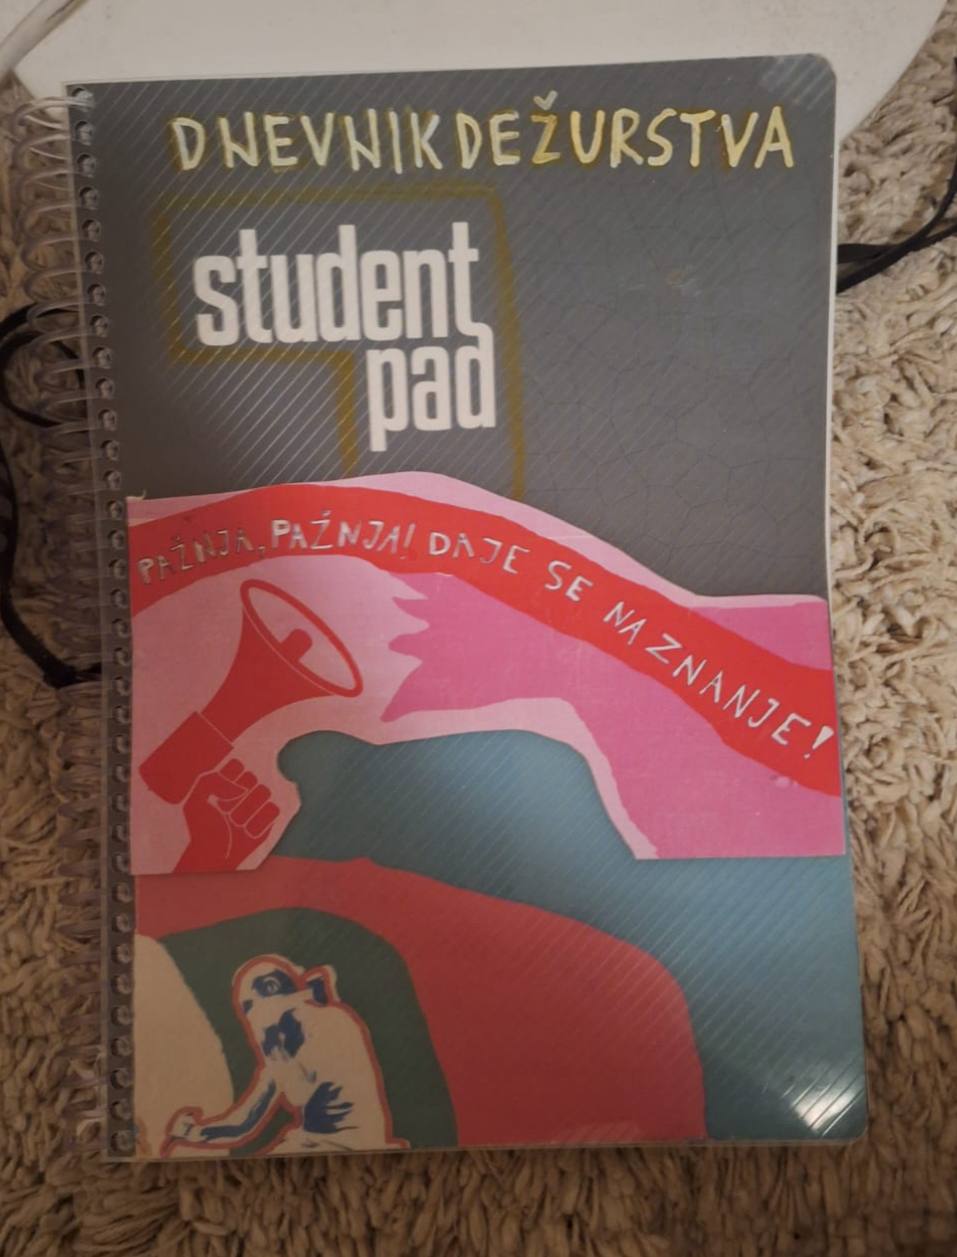 DNEVNIK DEŽURSTVA
student
pad
PAŽNJA, PAŽNJA! DAJE SE NA ZNANJE!